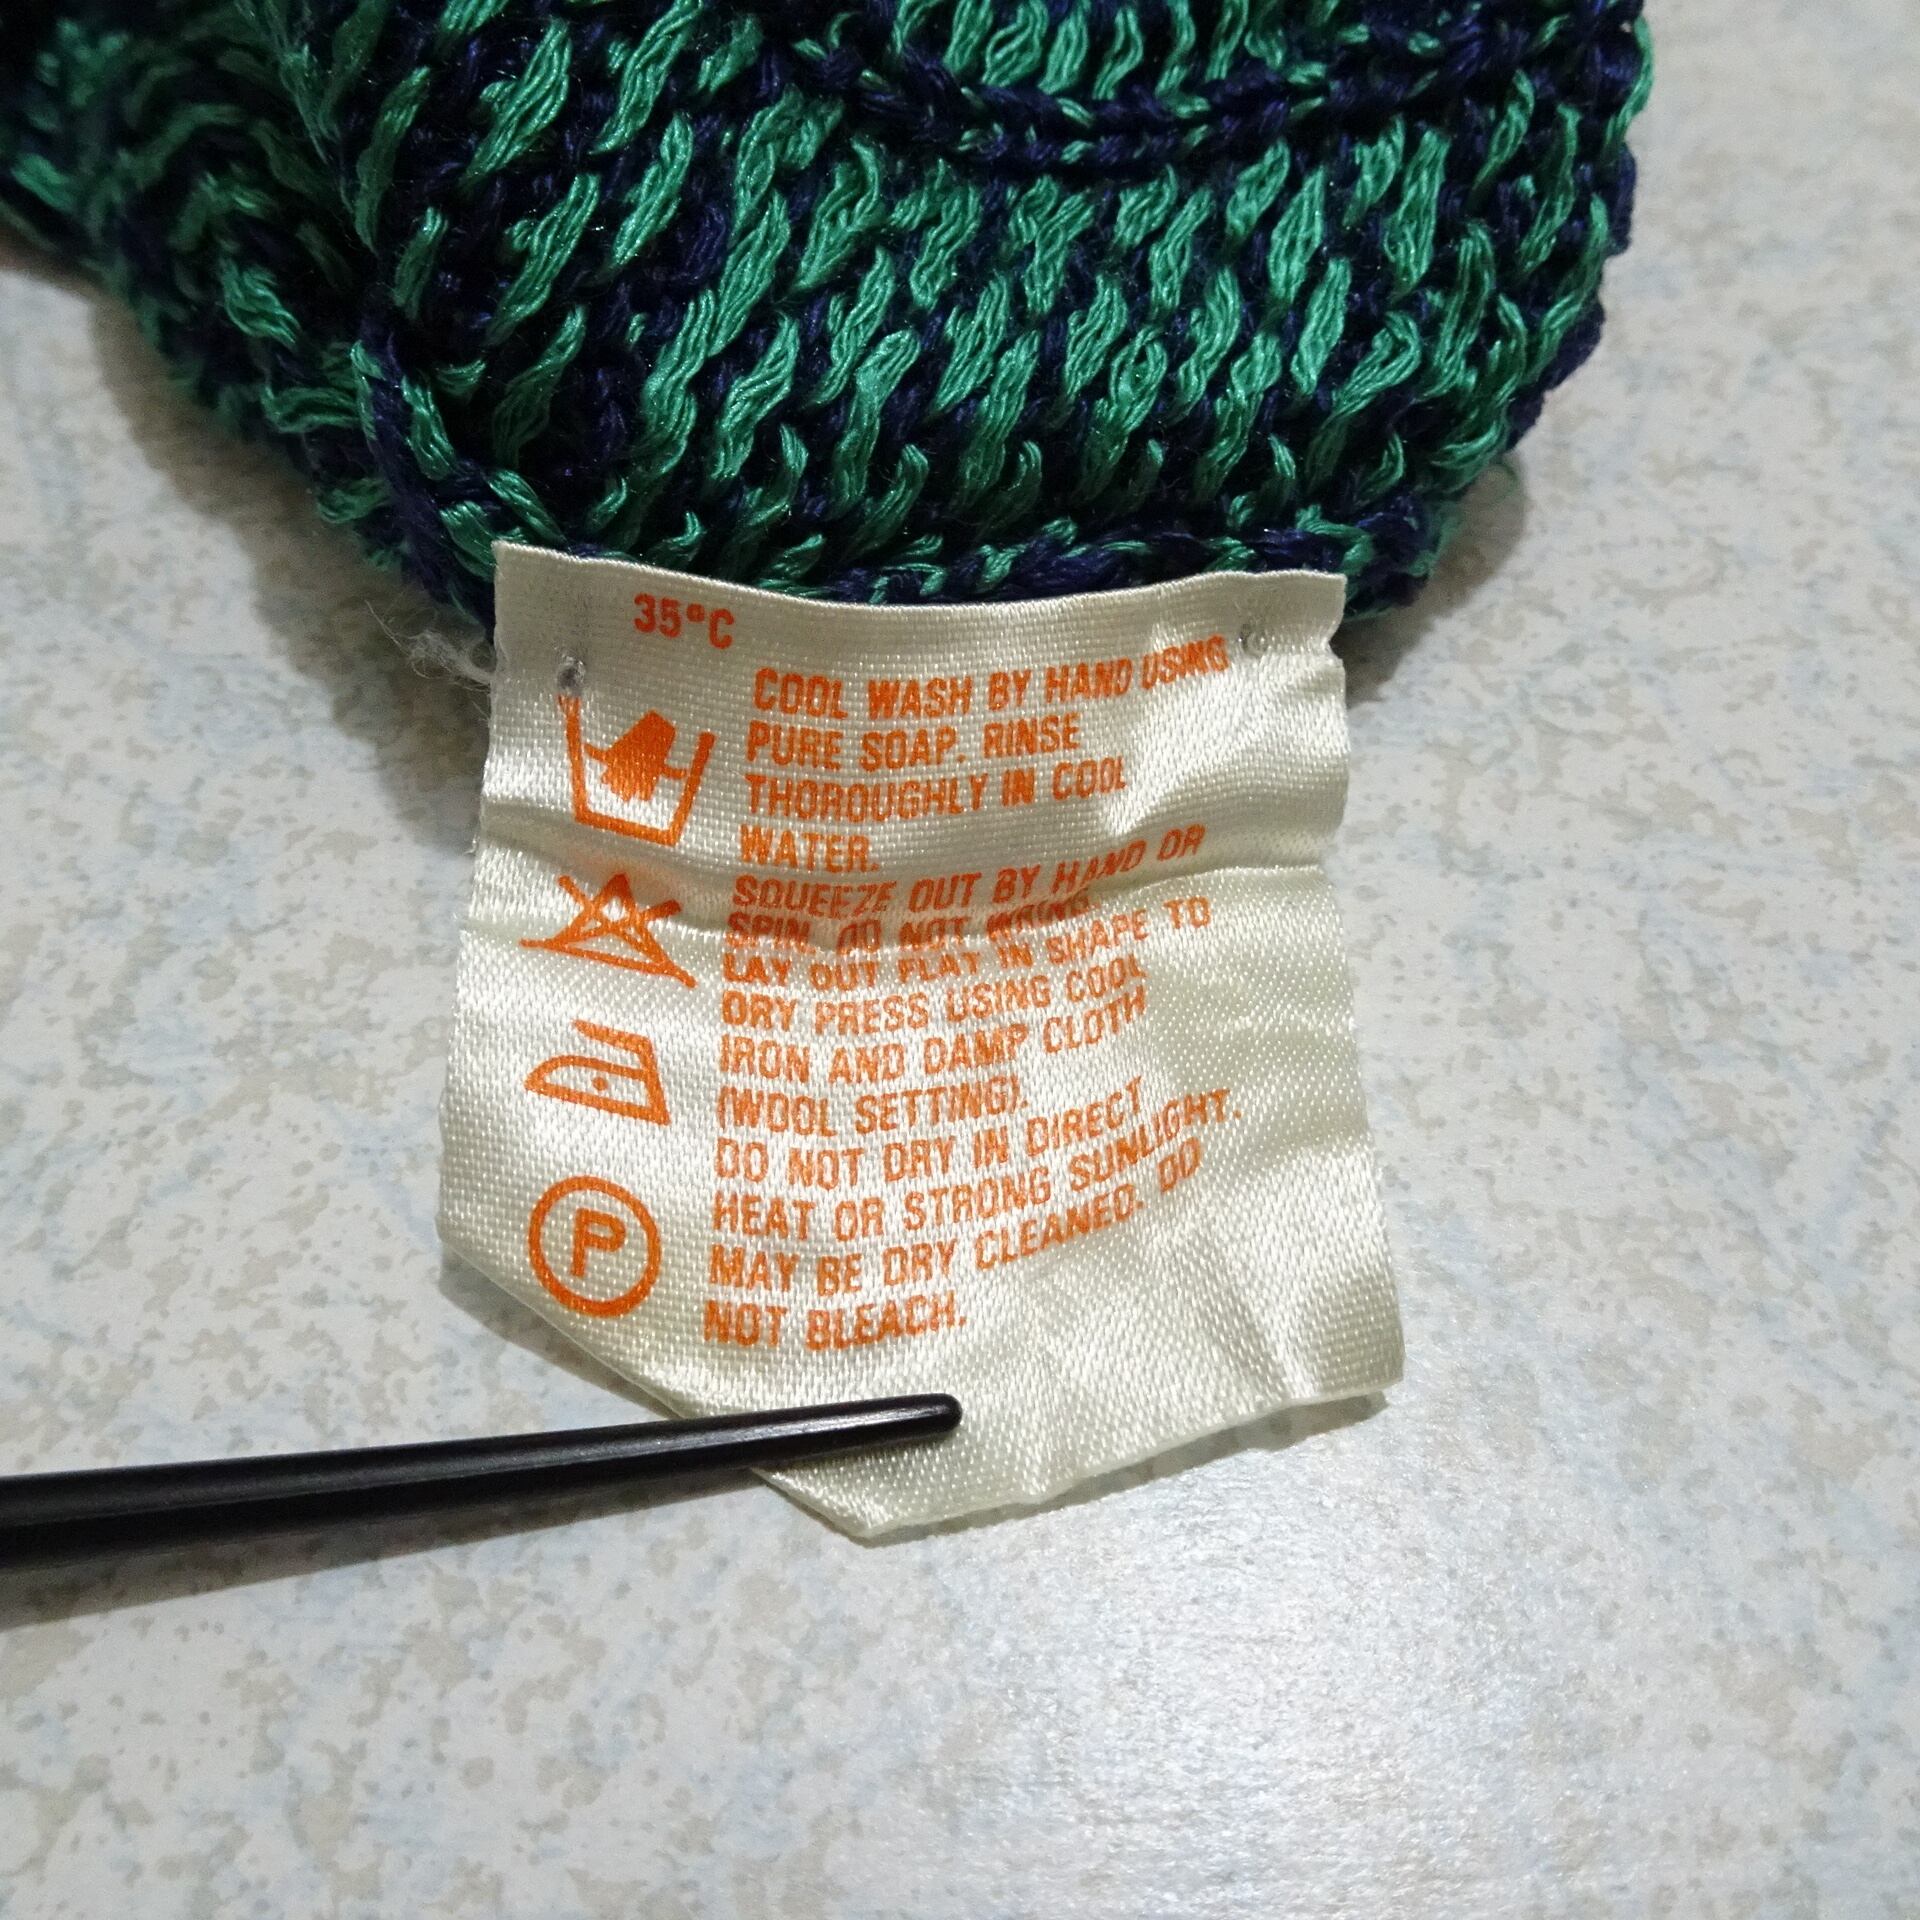 35°C
COOL WASH BY HAND USING
PURE SOAP. RINSE
THOROUGHLY IN COOL
WATER.
SQUEEZE OUT BY HAND OR
SPIN. DO NOT WRING
LAY OUT FLAT IN SHAPE TO
DRY PRESS USING COOL
IRON AND DAMP CLOTH
(WOOL SETTING).
DO NOT DRY IN DIRECT
HEAT OR STRONG SUNLIGHT.
MAY BE DRY CLEANED. DO
NOT BLEACH.
P